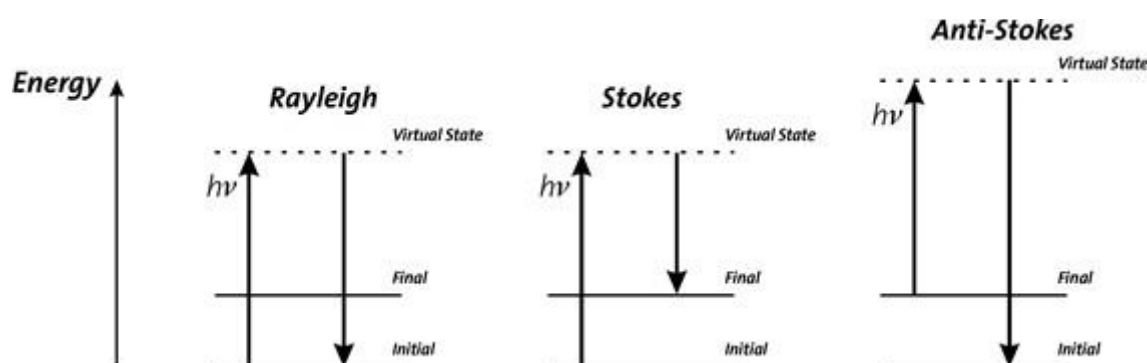 Anti-Stokes
Virtual State
Energy
Rayleigh
Stokes
hν
Virtual State
Virtual State
hν
hν
Final
Final
Final
Initial
Initial
Initial